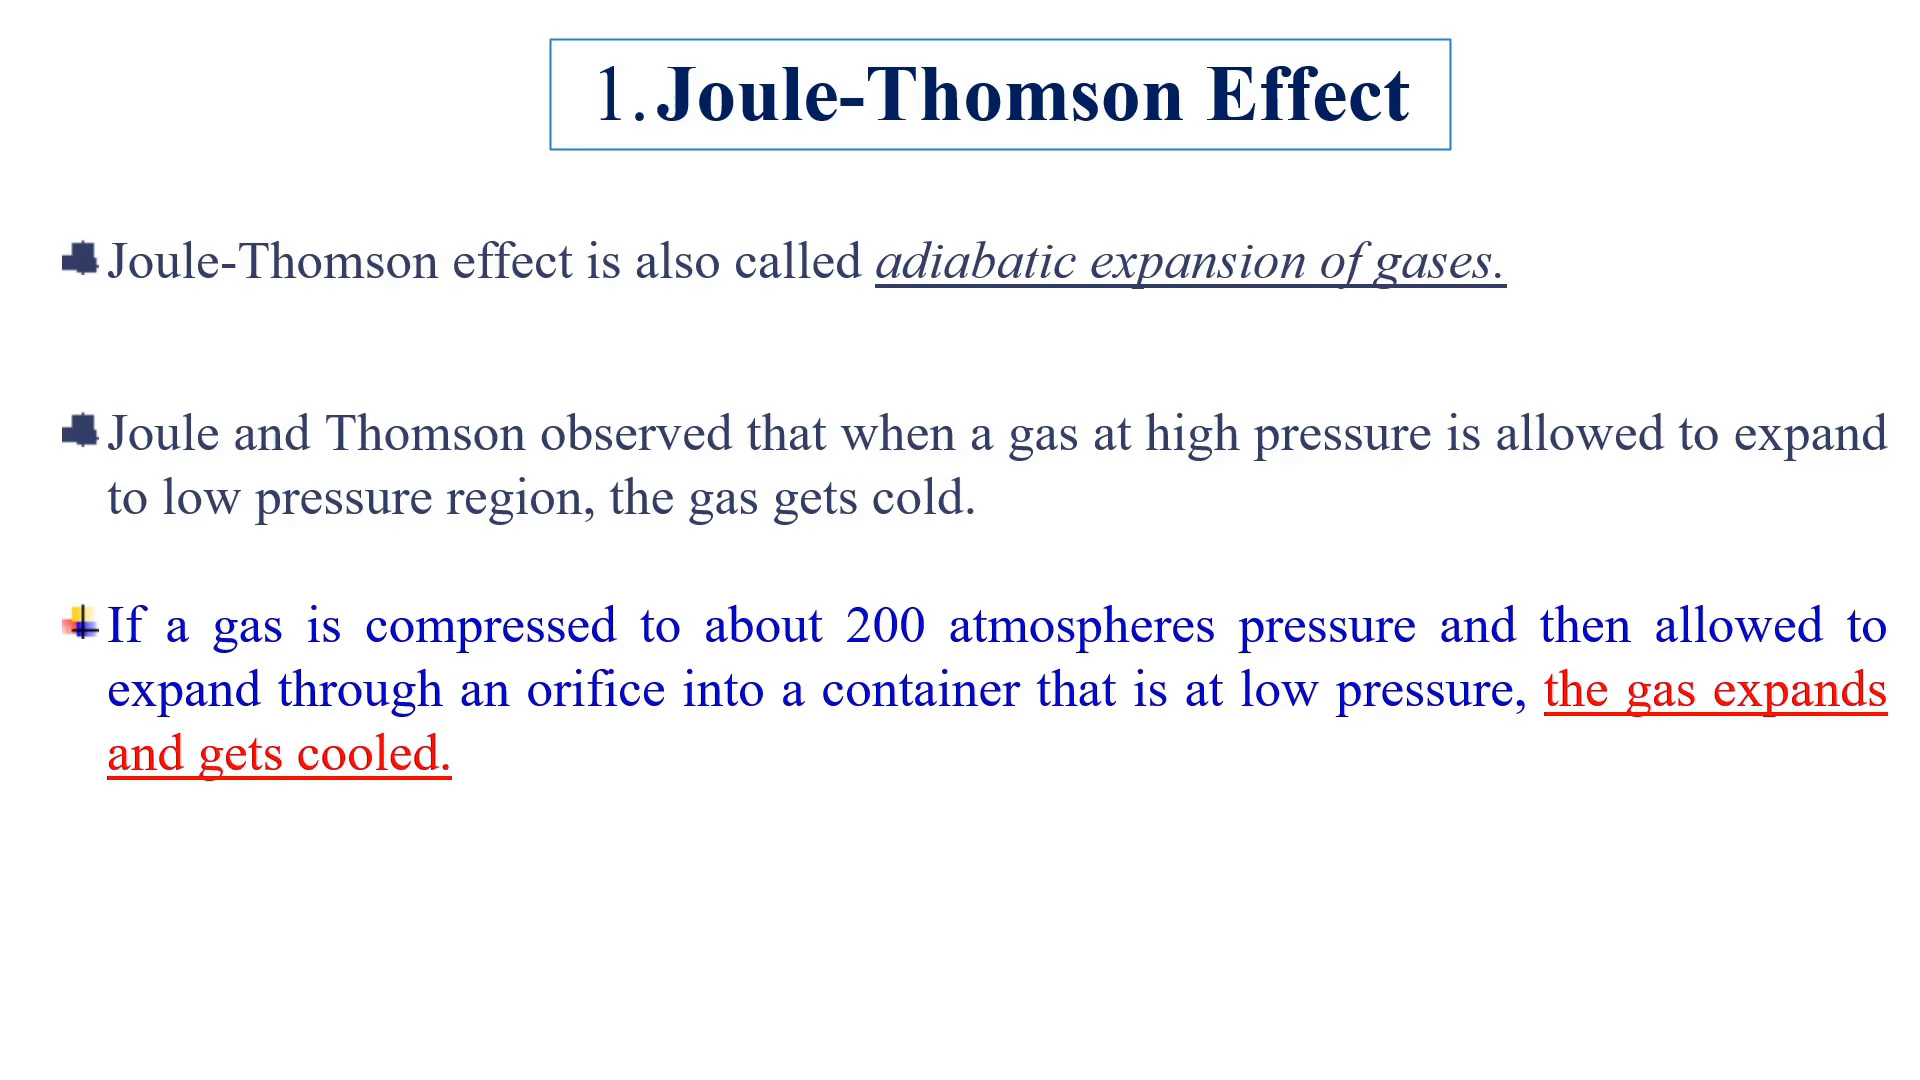 1. Joule-Thomson Effect
Joule-Thomson effect is also called adiabatic expansion of gases.
Joule and Thomson observed that when a gas at high pressure is allowed to expand
to low pressure region, the gas gets cold.
If a gas is compressed to about 200 atmospheres pressure and then allowed to
expand through an orifice into a container that is at low pressure, the gas expands
and gets cooled.